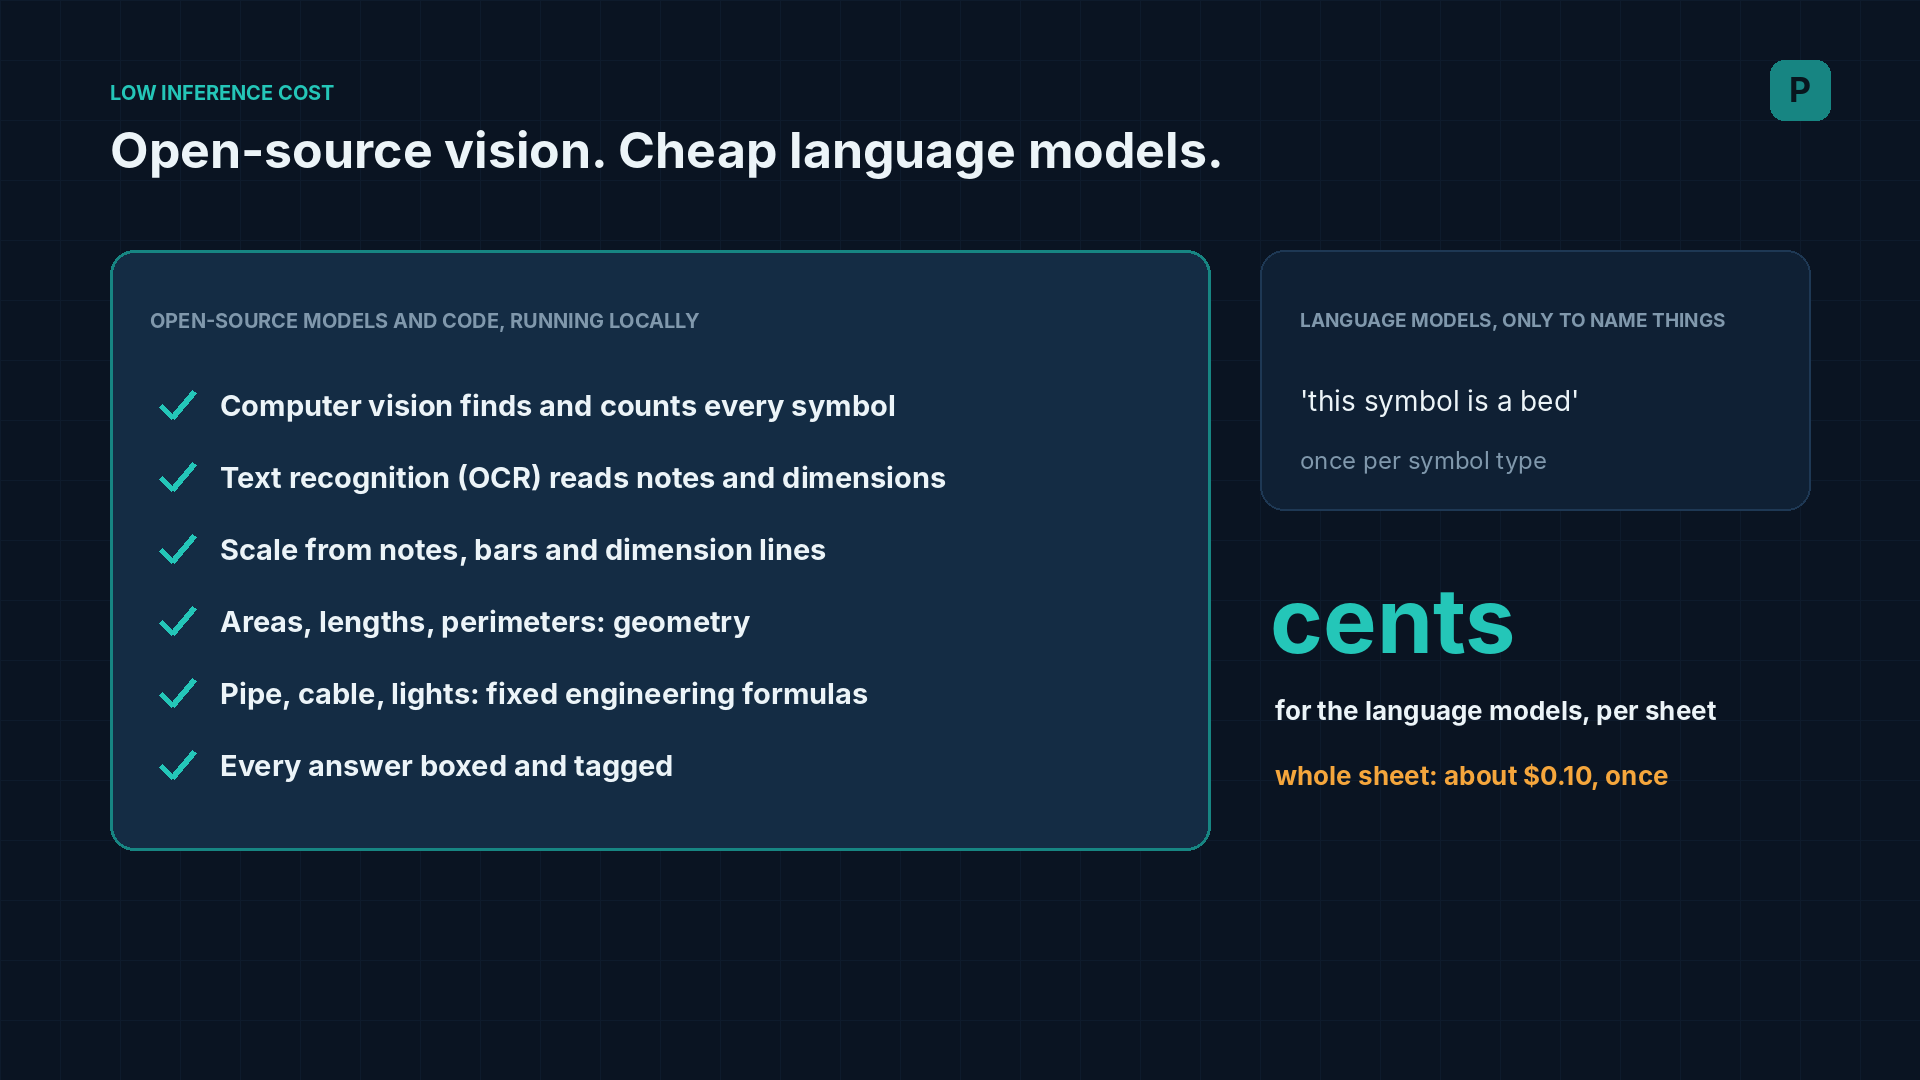 LOW INFERENCE COST
P
Open-source vision. Cheap language models.
OPEN-SOURCE MODELS AND CODE, RUNNING LOCALLY
Computer vision finds and counts every symbol
Text recognition (OCR) reads notes and dimensions
Scale from notes, bars and dimension lines
Areas, lengths, perimeters: geometry
Pipe, cable, lights: fixed engineering formulas
Every answer boxed and tagged
LANGUAGE MODELS, ONLY TO NAME THINGS
'this symbol is a bed'
once per symbol type
cents
for the language models, per sheet
whole sheet: about $0.10, once